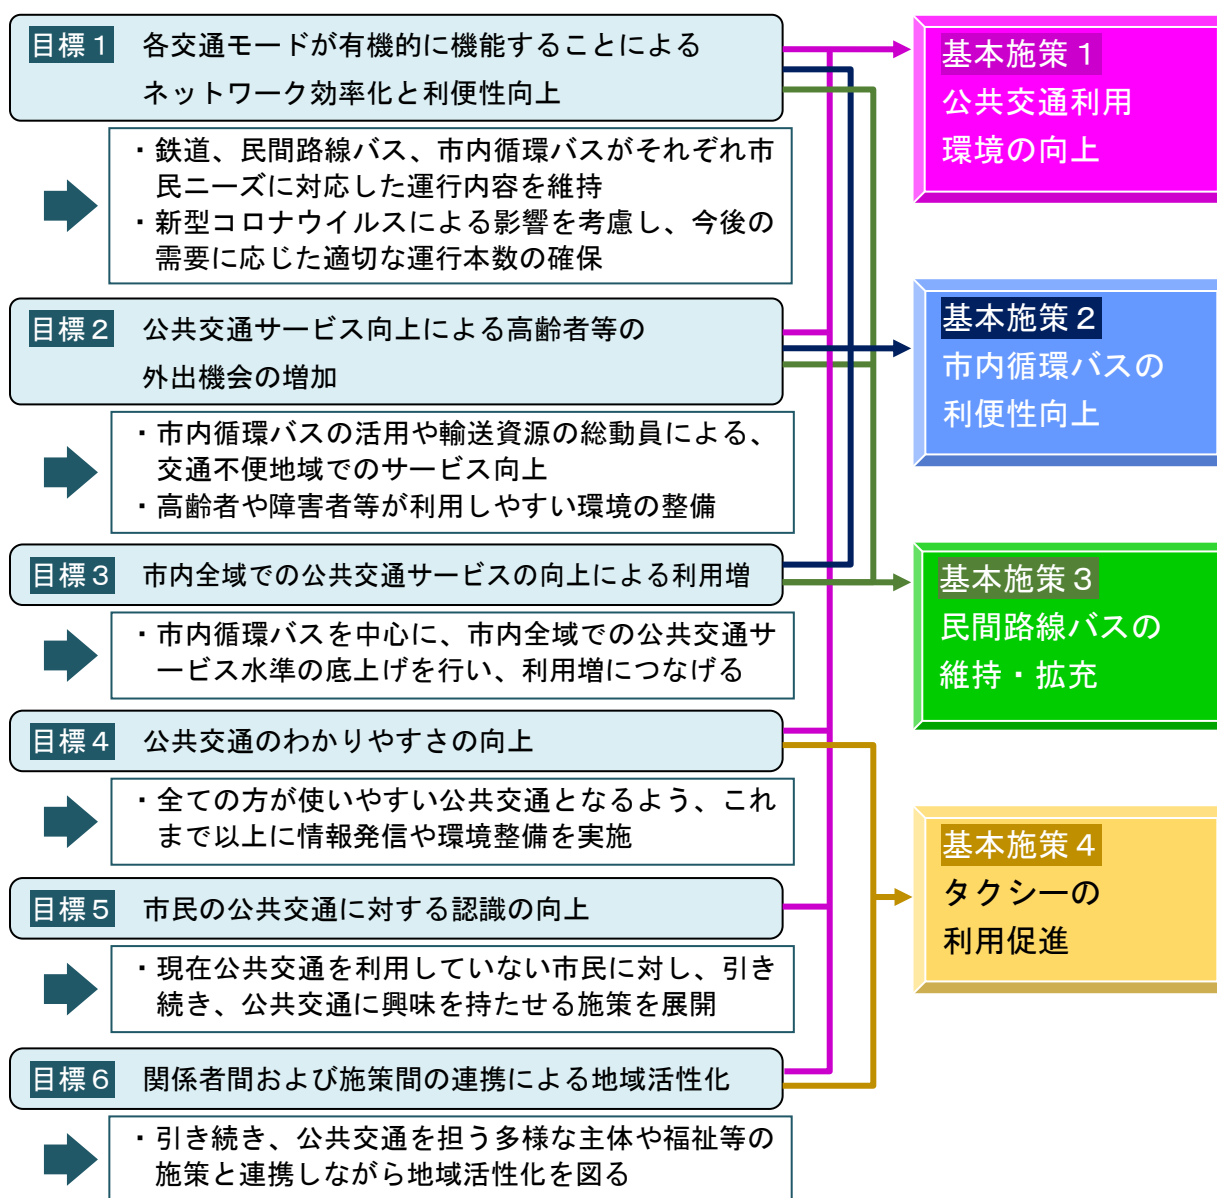 目標１ 各交通モードが有機的に機能することによる
ネットワーク効率化と利便性向上
・鉄道、民間路線バス、市内循環バスがそれぞれ市
民ニーズに対応した運行内容を維持
・新型コロナウイルスによる影響を考慮し、今後の
需要に応じた適切な運行本数の確保
目標２ 公共交通サービス向上による高齢者等の
外出機会の増加
・市内循環バスの活用や輸送資源の総動員による、
交通不便地域でのサービス向上
・高齢者や障害者等が利用しやすい環境の整備
目標３ 市内全域での公共交通サービスの向上による利用増
・市内循環バスを中心に、市内全域での公共交通サ
ービス水準の底上げを行い、利用増につなげる
目標４ 公共交通のわかりやすさの向上
・全ての方が使いやすい公共交通となるよう、これ
まで以上に情報発信や環境整備を実施
目標５ 市民の公共交通に対する認識の向上
・現在公共交通を利用していない市民に対し、引き
続き、公共交通に興味を持たせる施策を展開
目標６ 関係者間および施策間の連携による地域活性化
・引き続き、公共交通を担う多様な主体や福祉等の
施策と連携しながら地域活性化を図る
基本施策１
公共交通利用
環境の向上
基本施策２
市内循環バスの
利便性向上
基本施策３
民間路線バスの
維持・拡充
基本施策４
タクシーの
利用促進